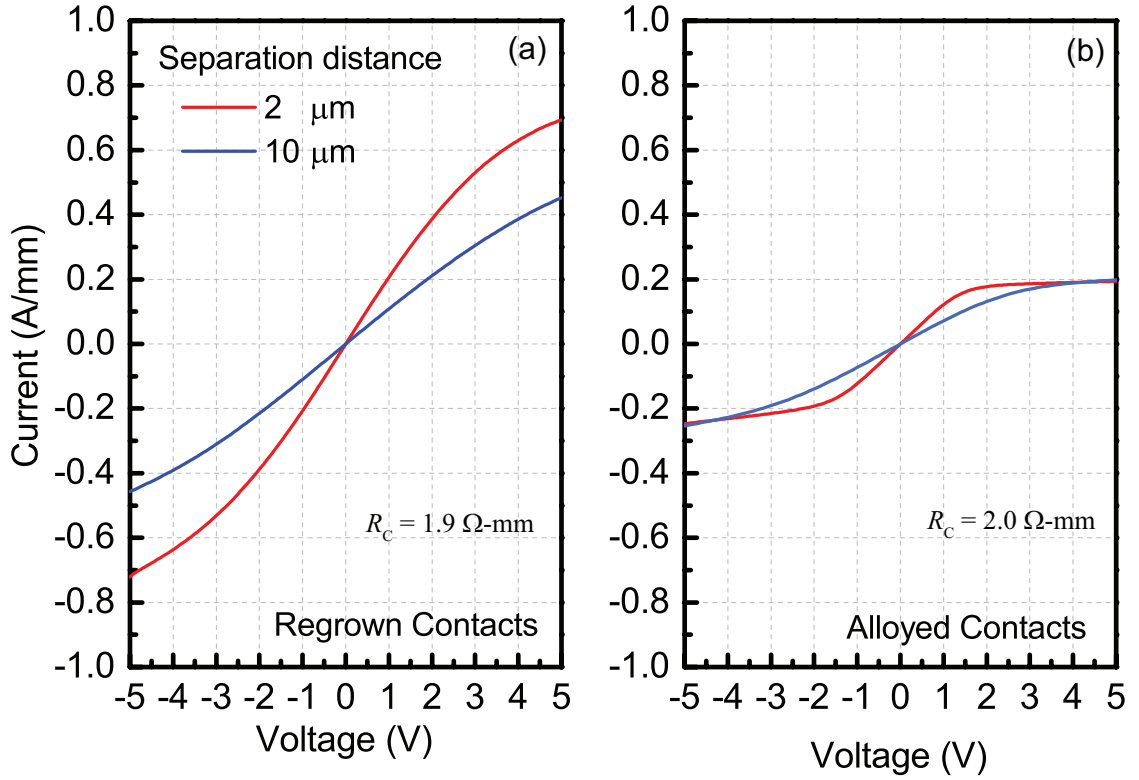 (a)
Separation distance
2 μm
10 μm
1.0
0.8
0.6
0.4
0.2
0.0
-0.2
-0.4
-0.6
-0.8
-1.0
Current (A/mm)
R_C = 1.9 Ω-mm
Regrown Contacts
-5 -4 -3 -2 -1 0 1 2 3 4 5
Voltage (V)
(b)
1.0
0.8
0.6
0.4
0.2
0.0
-0.2
-0.4
-0.6
-0.8
-1.0
R_C = 2.0 Ω-mm
Alloyed Contacts
-5 -4 -3 -2 -1 0 1 2 3 4 5
Voltage (V)